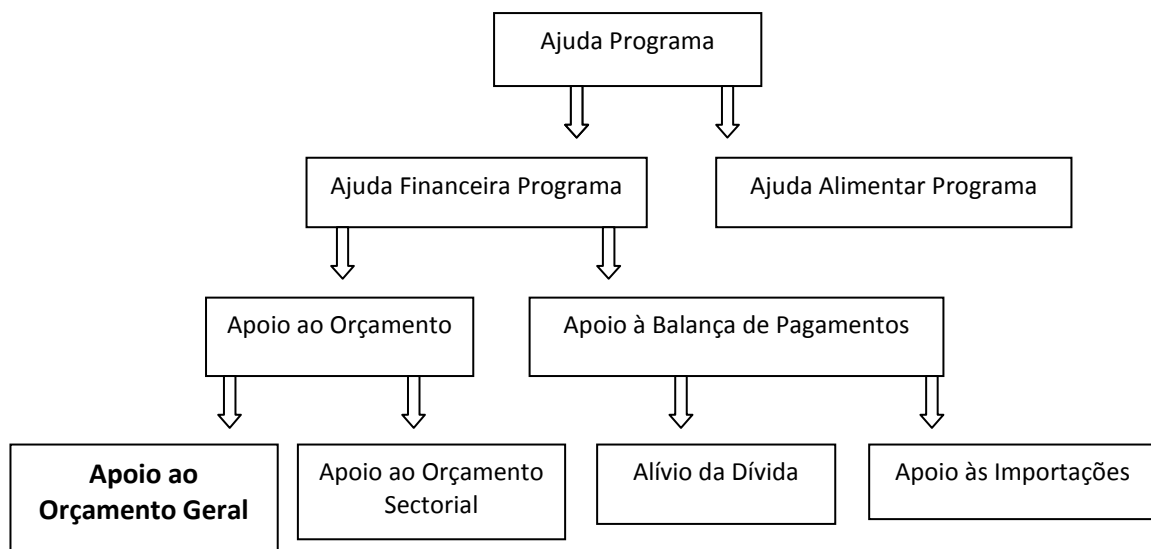 Ajuda Programa
Ajuda Financeira Programa
Ajuda Alimentar Programa
Apoio ao Orçamento
Apoio à Balança de Pagamentos
Apoio ao
Orçamento Geral
Apoio ao Orçamento
Sectorial
Alívio da Dívida
Apoio às Importações